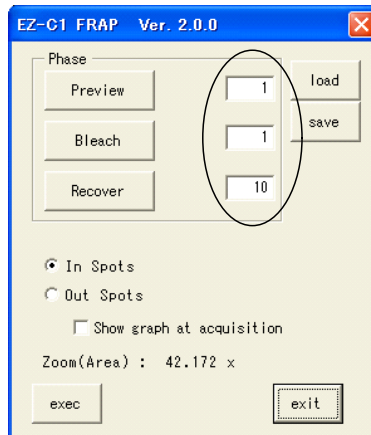 EZ-C1 FRAP Ver. 2.0.0
Phase
Preview 1 load
Bleach 1 save
Recover 10
In Spots
Out Spots
Show graph at acquisition
Zoom(Area) : 42.172 x
exec exit